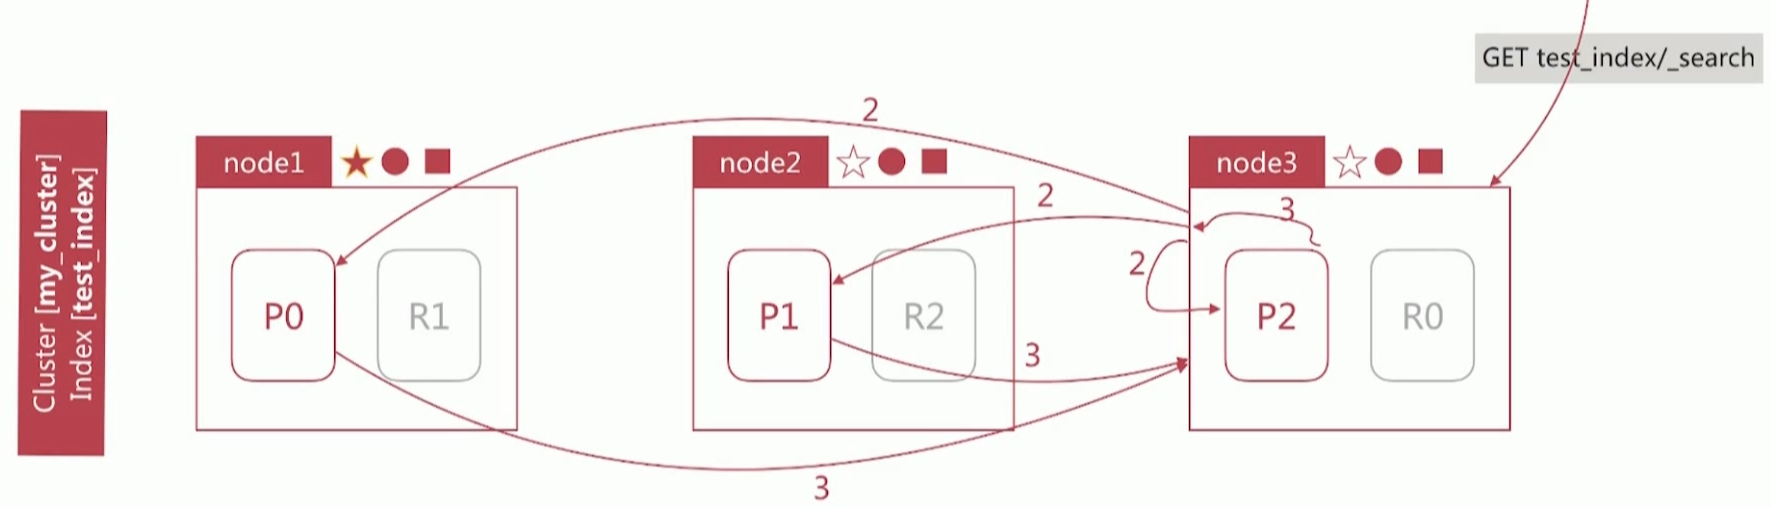 GET test_index/_search
Cluster [my_cluster]
Index [test_index]
2
node1
node2
node3
2
3
2
P0
R1
P1
R2
P2
R0
3
3